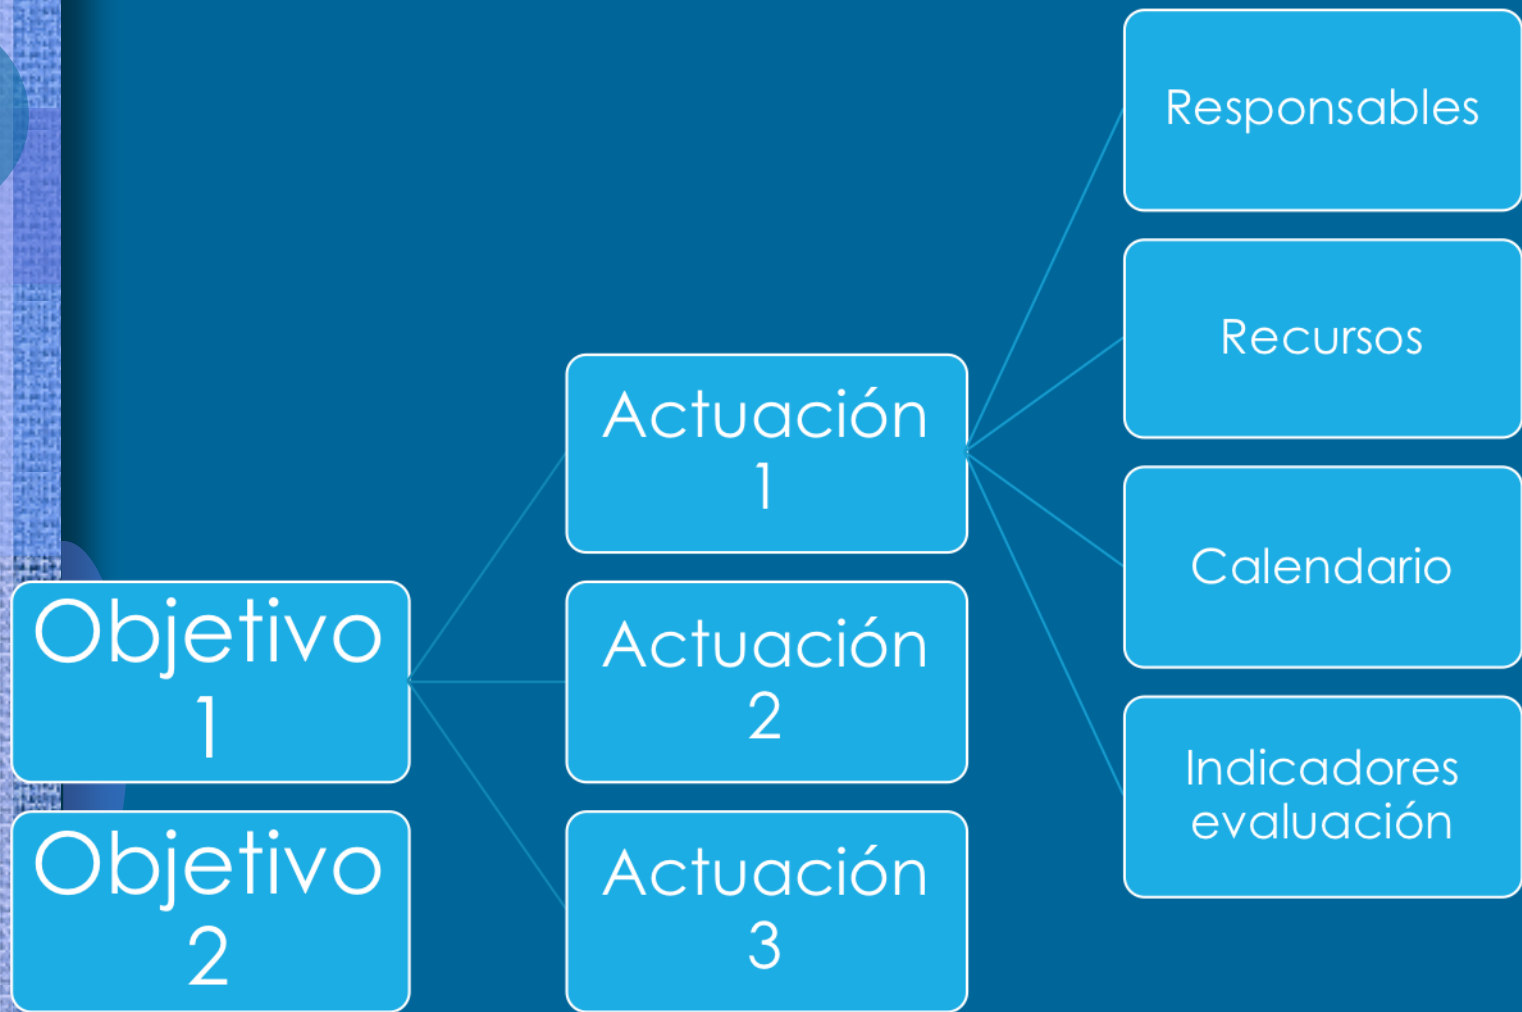 Objetivo
1
Objetivo
2
Actuación
1
Actuación
2
Actuación
3
Responsables
Recursos
Calendario
Indicadores
evaluación